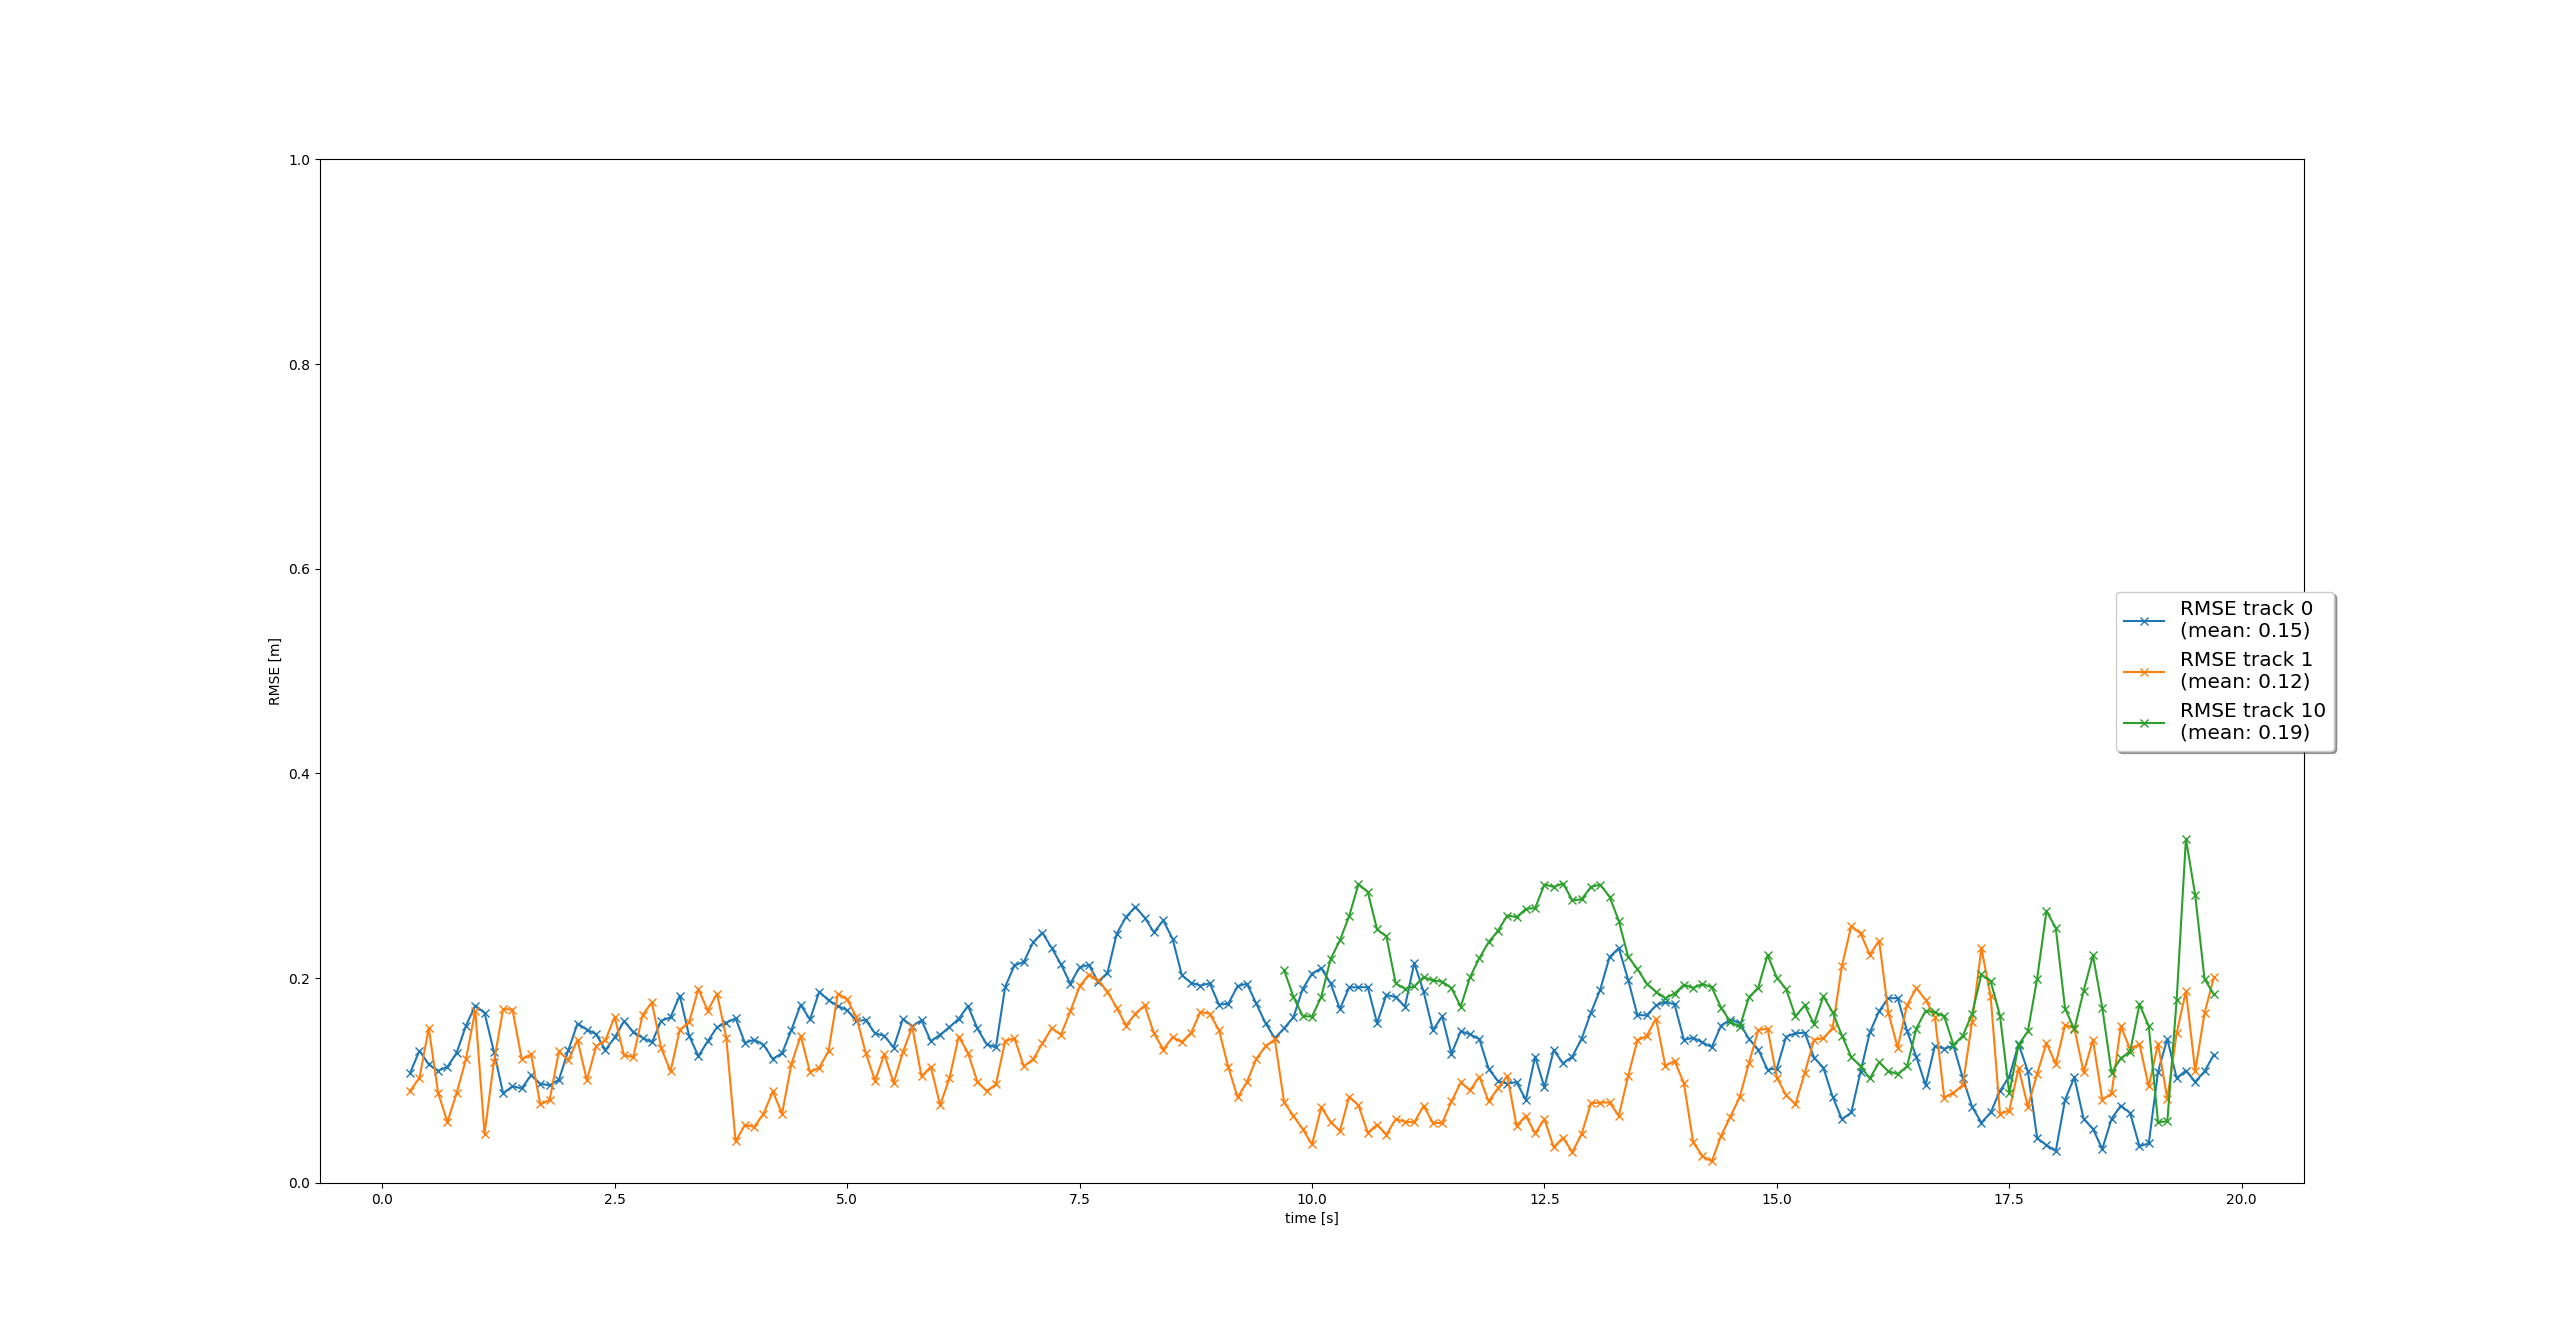 1.0
0.8
0.6
0.4
0.2
0.0
RMSE [m]
0.0 2.5 5.0 7.5 10.0 12.5 15.0 17.5 20.0
time [s]
RMSE track 0
(mean: 0.15)
RMSE track 1
(mean: 0.12)
RMSE track 10
(mean: 0.19)